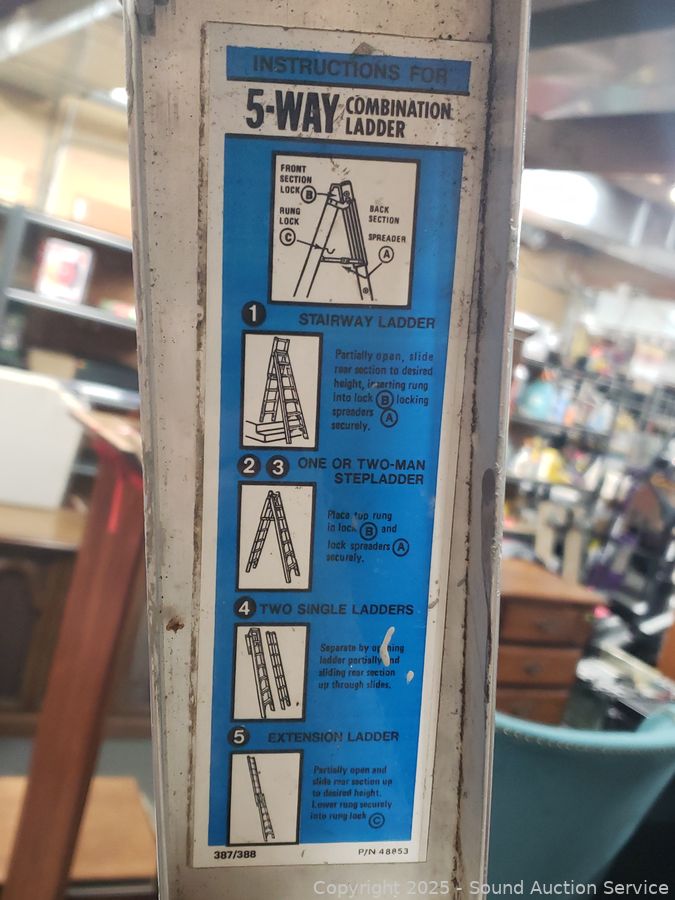 INSTRUCTIONS FOR
5-WAY COMBINATION
LADDER
FRONT
SECTION
LOCK B
RUNG
LOCK
C
BACK
SECTION
SPREADER
A
1 STAIRWAY LADDER
Partially open, slide
rear section to desired
height, inserting rung
into lock B locking
spreaders A
securely.
2 3 ONE OR TWO-MAN
STEPLADDER
Place top rung
in lock B and
lock spreaders A
securely.
4 TWO SINGLE LADDERS
Separate by opening
ladder partially and
sliding rear section
up through slides.
5 EXTENSION LADDER
Partially open and
slide rear section up
to desired height.
Lower rung securely
into rung lock C
387/388
P/N 48853
Copyright 2025 - Sound Auction Service